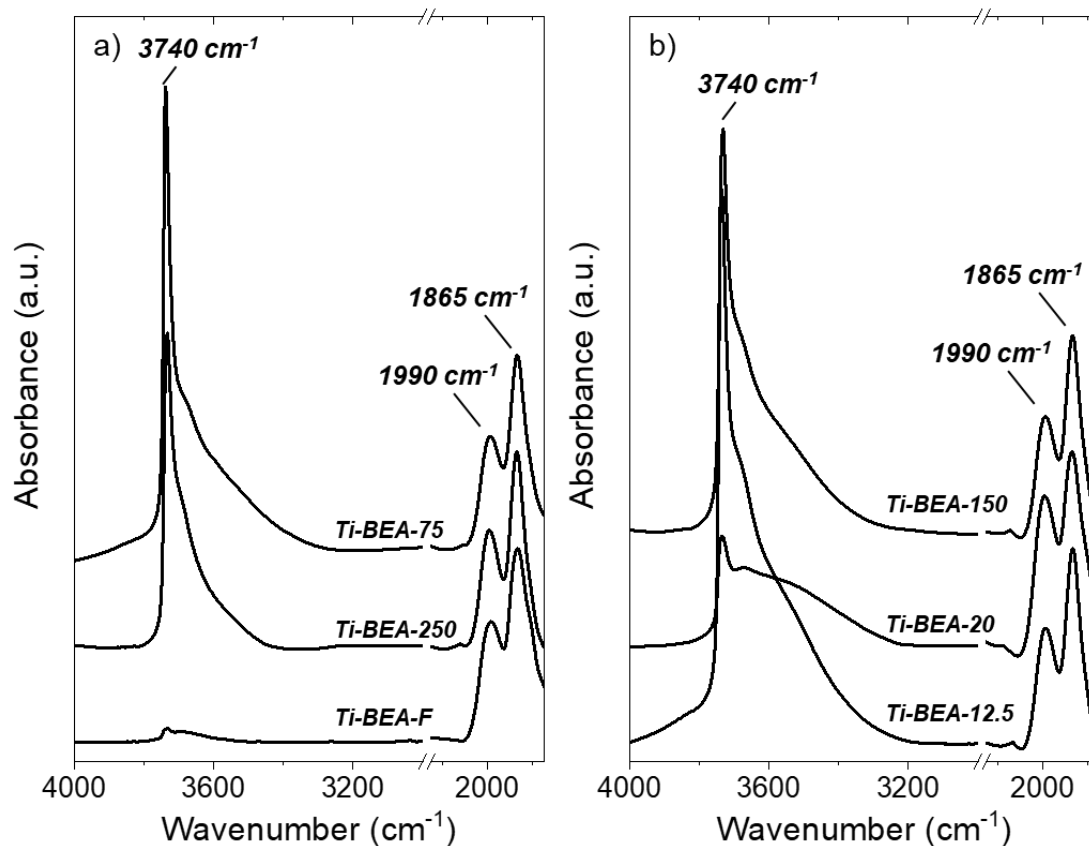 a)
3740 cm-1
1865 cm-1
1990 cm-1
Ti-BEA-75
Ti-BEA-250
Ti-BEA-F
4000 3600 3200 2000
Wavenumber (cm-1)
Absorbance (a.u.)
b)
3740 cm-1
1865 cm-1
1990 cm-1
Ti-BEA-150
Ti-BEA-20
Ti-BEA-12.5
4000 3600 3200 2000
Wavenumber (cm-1)
Absorbance (a.u.)